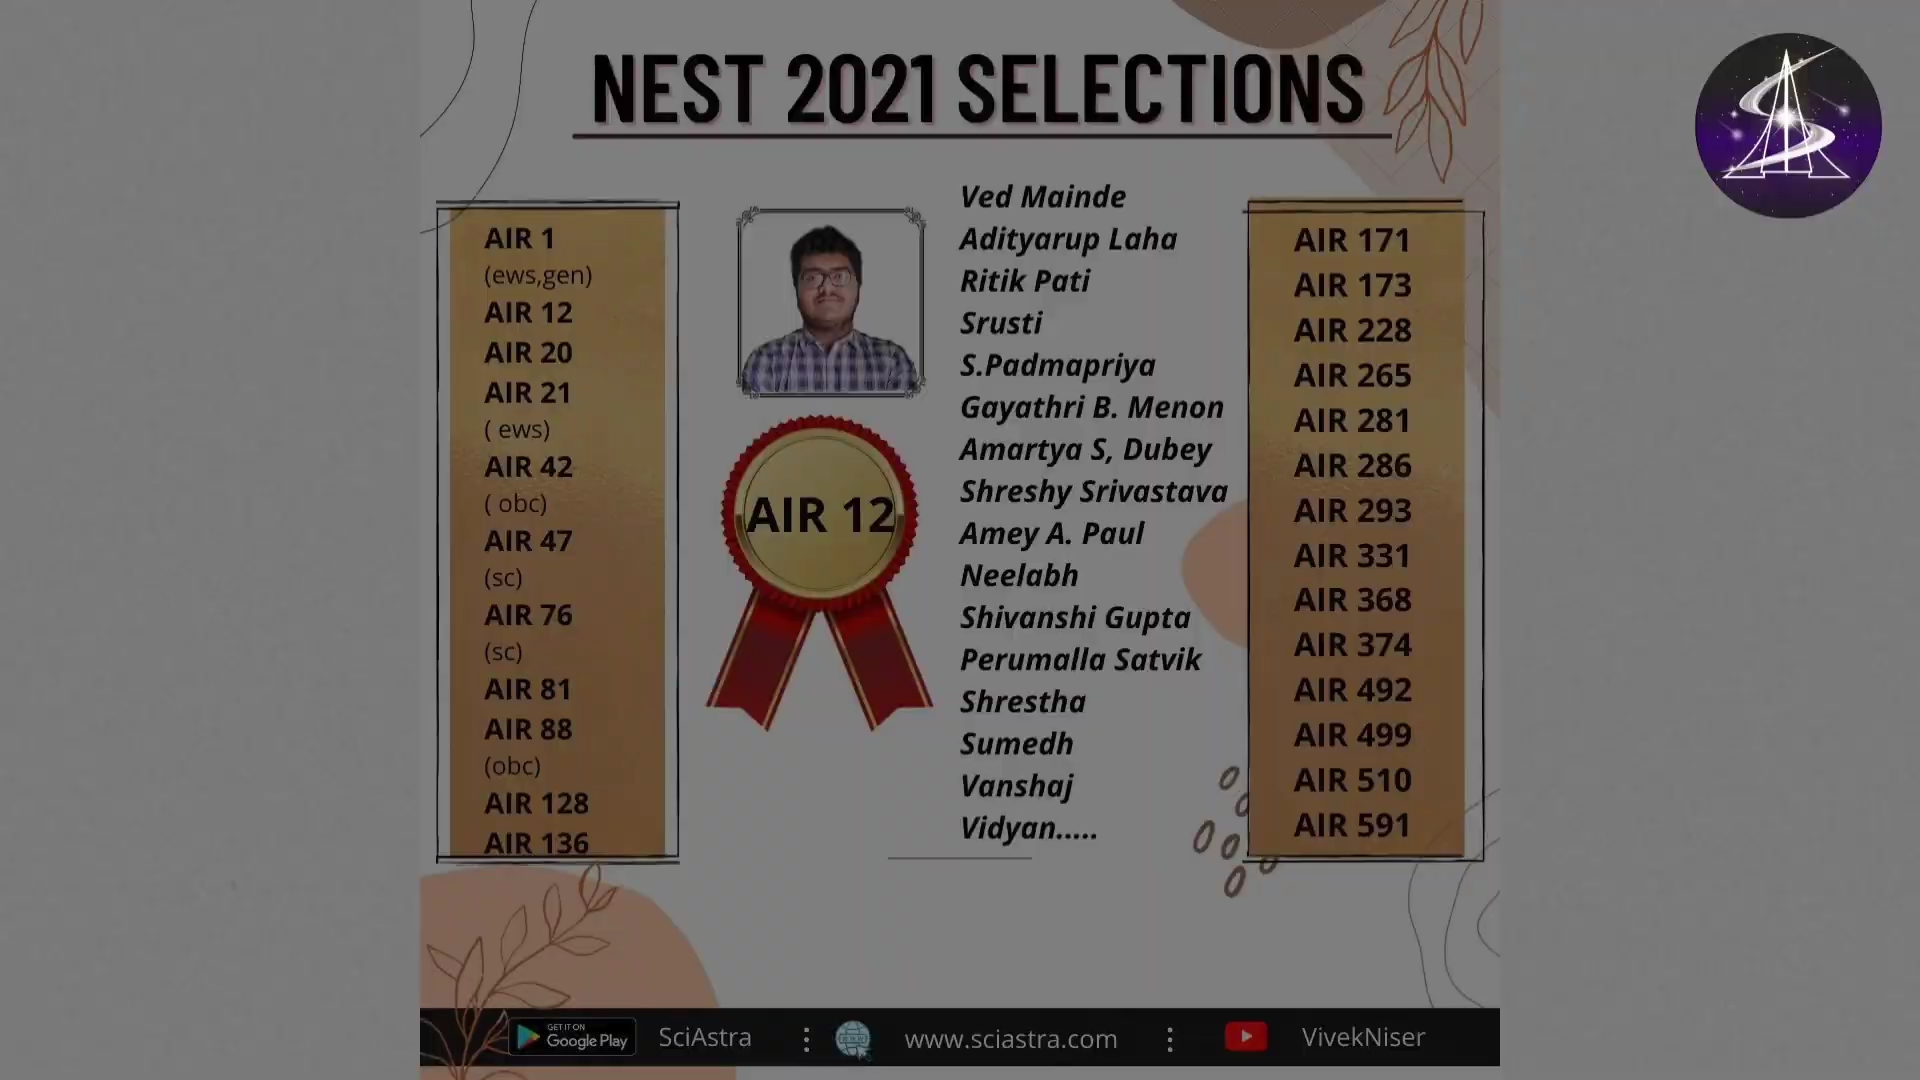 NEST 2021 SELECTIONS
AIR 1
(ews,gen)
AIR 12
AIR 20
AIR 21
( ews)
AIR 42
( obc)
AIR 47
(sc)
AIR 76
(sc)
AIR 81
AIR 88
(obc)
AIR 128
AIR 136
AIR 12
Ved Mainde
Adityarup Laha
Ritik Pati
Srusti
S.Padmapriya
Gayathri B. Menon
Amartya S, Dubey
Shreshy Srivastava
Amey A. Paul
Neelabh
Shivanshi Gupta
Perumalla Satvik
Shrestha
Sumedh
Vanshaj
Vidyan.....
AIR 171
AIR 173
AIR 228
AIR 265
AIR 281
AIR 286
AIR 293
AIR 331
AIR 368
AIR 374
AIR 492
AIR 499
AIR 510
AIR 591
GET IT ON
Google Play
SciAstra
www.sciastra.com
VivekNiser